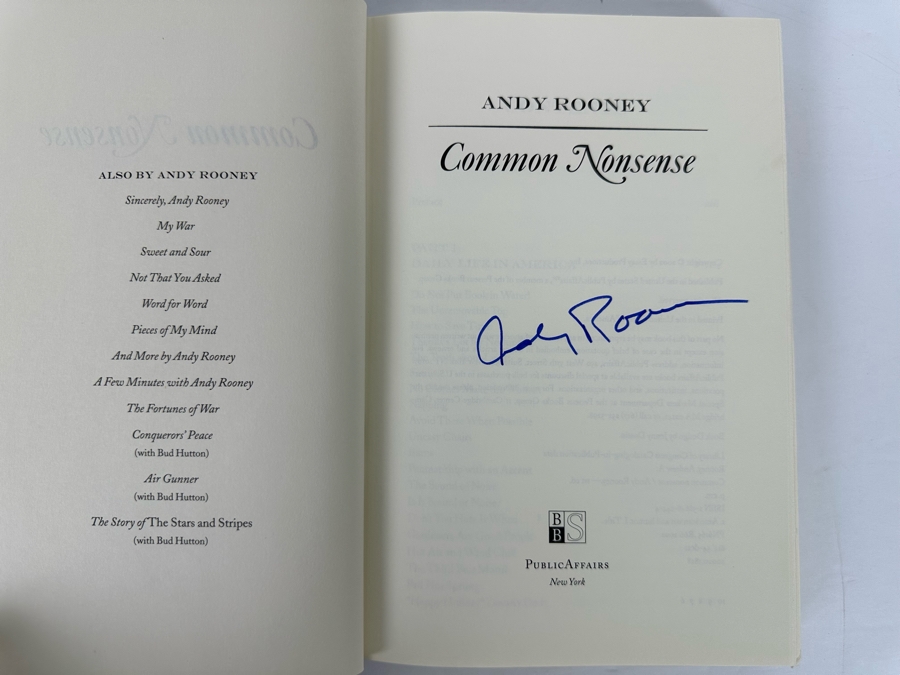 ALSO BY ANDY ROONEY
Sincerely, Andy Rooney
My War
Sweet and Sour
Not That You Asked
Word for Word
Pieces of My Mind
And More by Andy Rooney
A Few Minutes with Andy Rooney
The Fortunes of War
Conquerors' Peace
(with Bud Hutton)
Air Gunner
(with Bud Hutton)
The Story of The Stars and Stripes
(with Bud Hutton)
ANDY ROONEY
Common Nonsense
Andy Rooney
B S
B B
PUBLICAFFAIRS
New York